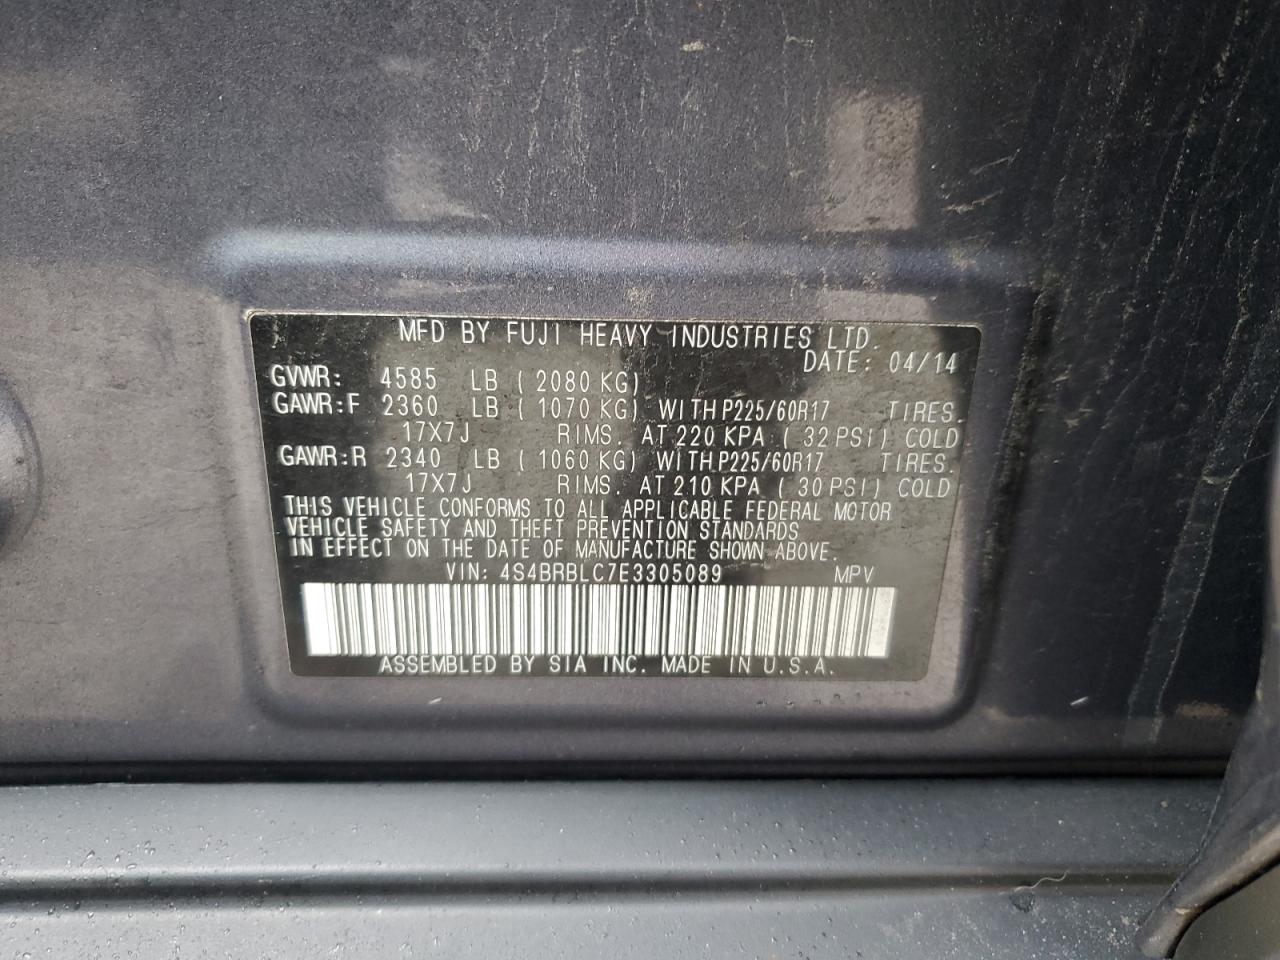 MFD BY FUJI HEAVY INDUSTRIES LTD.
DATE: 04/14
GVWR: 4585 LB ( 2080 KG)
GAWR:F 2360 LB ( 1070 KG) WITH P225/60R17 TIRES.
17X7J RIMS. AT 220 KPA ( 32 PSI) COLD
GAWR:R 2340 LB ( 1060 KG) WITH P225/60R17 TIRES.
17X7J RIMS. AT 210 KPA ( 30 PSI) COLD
THIS VEHICLE CONFORMS TO ALL APPLICABLE FEDERAL MOTOR
VEHICLE SAFETY AND THEFT PREVENTION STANDARDS
IN EFFECT ON THE DATE OF MANUFACTURE SHOWN ABOVE.
VIN: 4S4BRBLC7E3305089 MPV
ASSEMBLED BY SIA INC. MADE IN U.S.A.